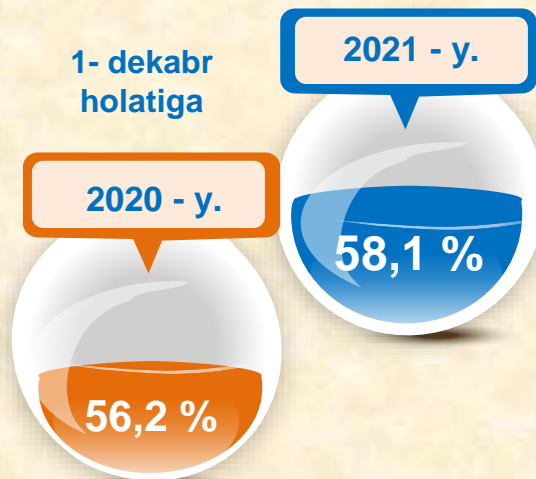 1- dekabr
holatiga
2021 - y.
58,1 %
2020 - y.
56,2 %